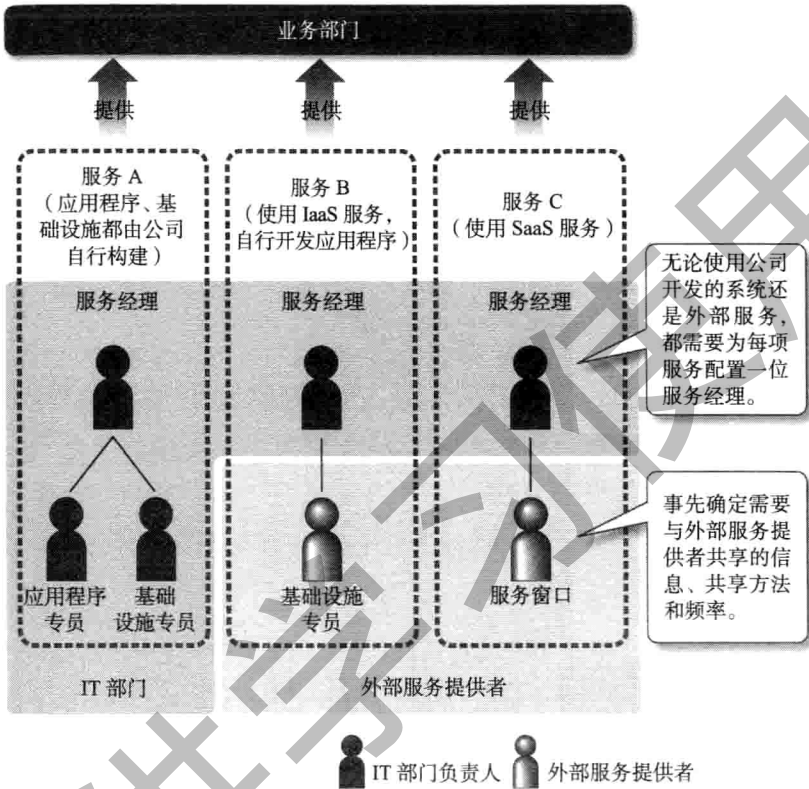 业务部门
提供
提供
提供
服务 A
（应用程序、基
础设施都由公司
自行构建）
服务 B
（使用 IaaS 服务，
自行开发应用程序）
服务 C
（使用 SaaS 服务）
服务经理
服务经理
服务经理
无论使用公司
开发的系统还
是外部服务，
都需要为每项
服务配置一位
服务经理。
应用程序
专员
基础
设施专员
基础设施
专员
服务窗口
事先确定需要
与外部服务提
供者共享的信
息、共享方法
和频率。
IT 部门
外部服务提供者
IT 部门负责人
外部服务提供者
仕学习使用